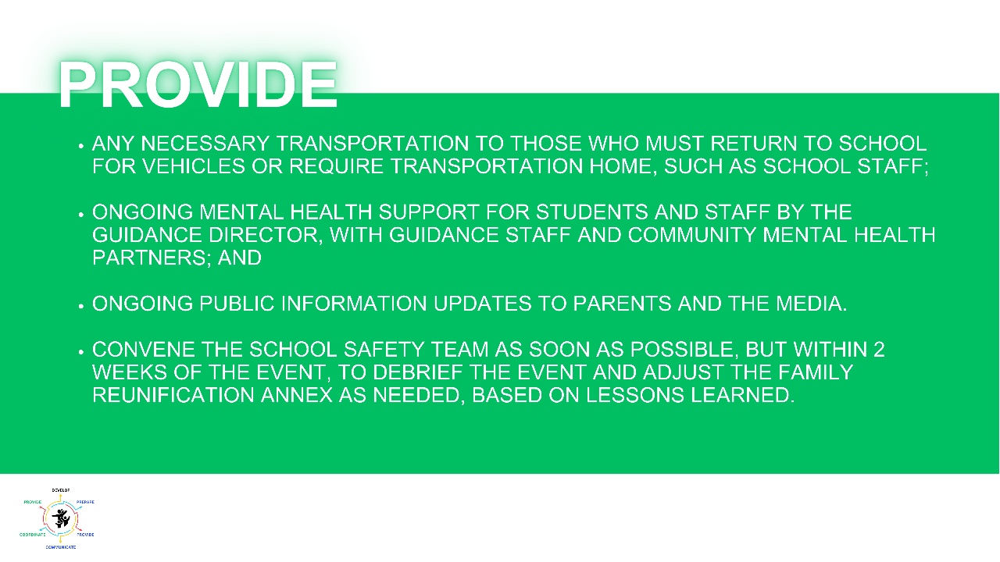 PROVIDE
• ANY NECESSARY TRANSPORTATION TO THOSE WHO MUST RETURN TO SCHOOL
FOR VEHICLES OR REQUIRE TRANSPORTATION HOME, SUCH AS SCHOOL STAFF;
• ONGOING MENTAL HEALTH SUPPORT FOR STUDENTS AND STAFF BY THE
GUIDANCE DIRECTOR, WITH GUIDANCE STAFF AND COMMUNITY MENTAL HEALTH
PARTNERS; AND
• ONGOING PUBLIC INFORMATION UPDATES TO PARENTS AND THE MEDIA.
• CONVENE THE SCHOOL SAFETY TEAM AS SOON AS POSSIBLE, BUT WITHIN 2
WEEKS OF THE EVENT, TO DEBRIEF THE EVENT AND ADJUST THE FAMILY
REUNIFICATION ANNEX AS NEEDED, BASED ON LESSONS LEARNED.
DEVELOP
PROVIDE
PREPARE
COORDINATE
PROVIDE
COMMUNICATE